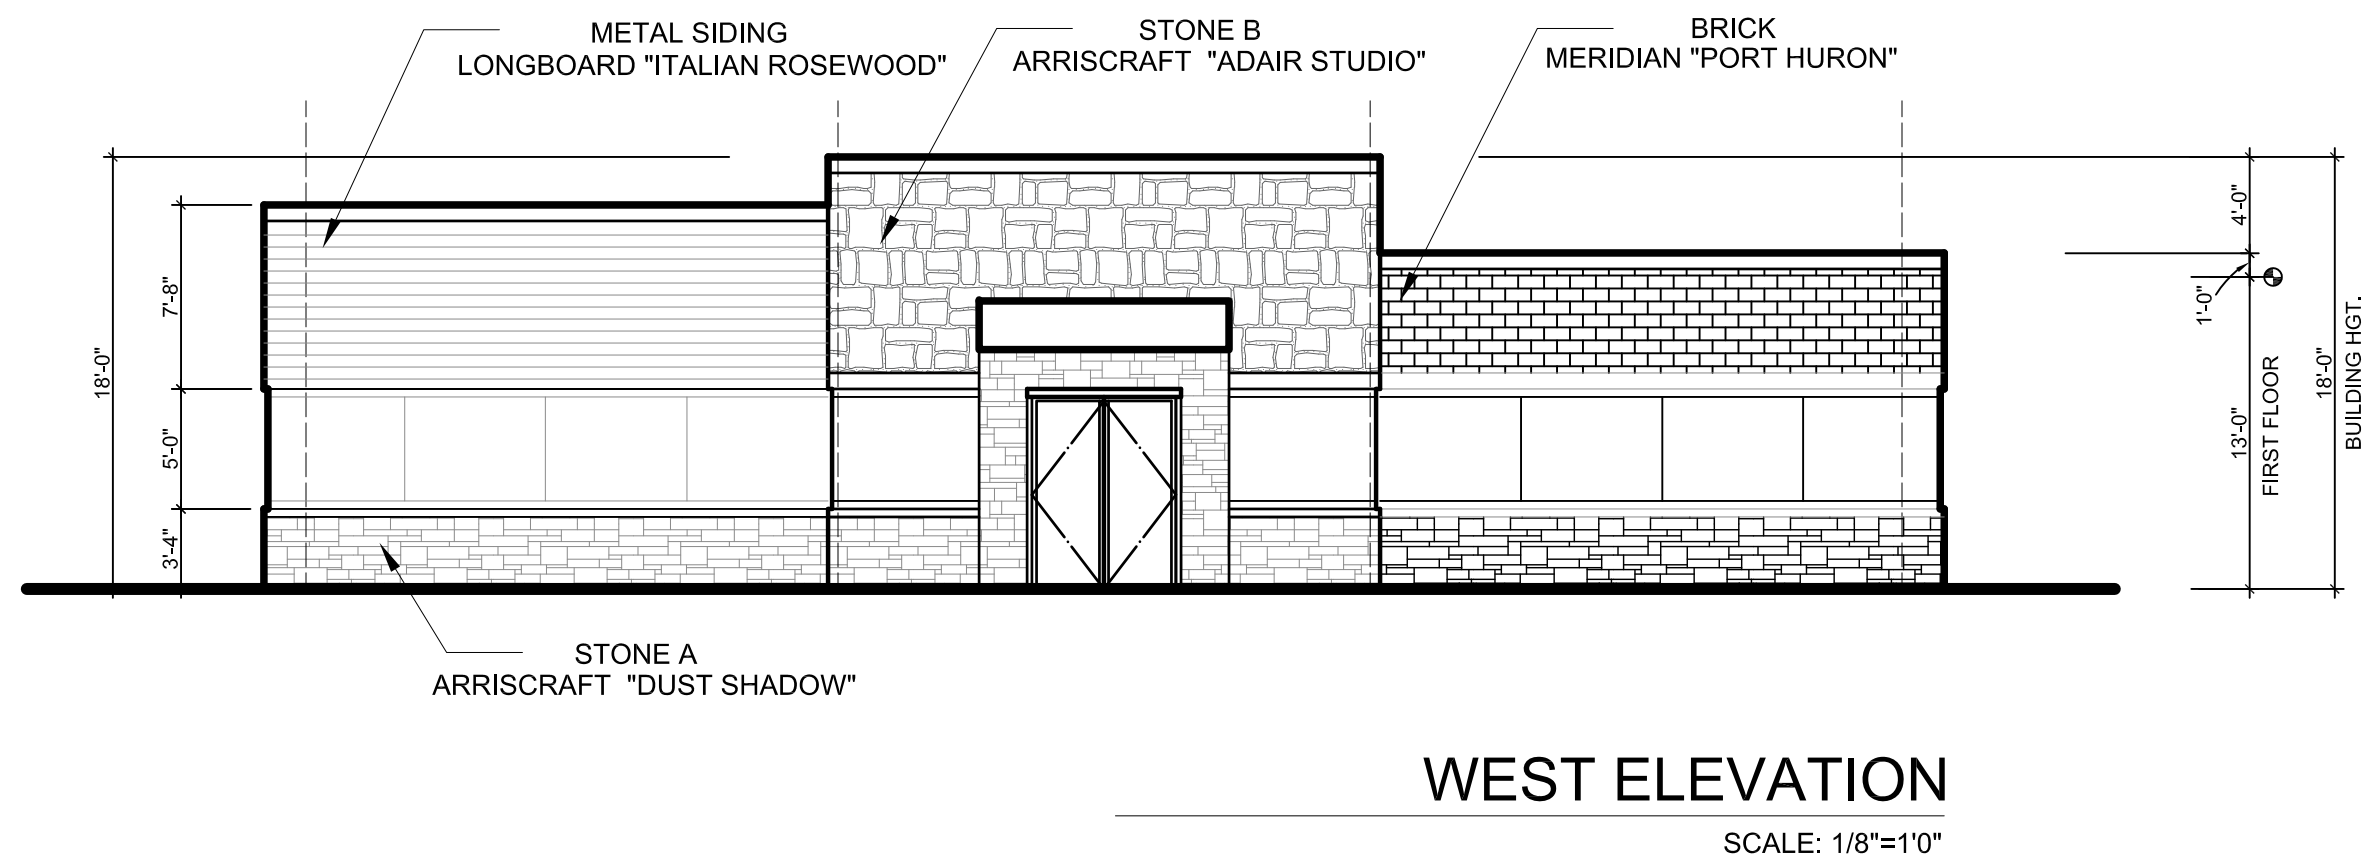 METAL SIDING
LONGBOARD "ITALIAN ROSEWOOD"
STONE B
ARRISCRAFT "ADAIR STUDIO"
BRICK
MERIDIAN "PORT HURON"
18'-0"
7'-8"
5'-0"
3'-4"
4'-0"
1'-0"
13'-0"
FIRST FLOOR
18'-0"
BUILDING HGT.
STONE A
ARRISCRAFT "DUST SHADOW"
WEST ELEVATION
SCALE: 1/8"=1'0"